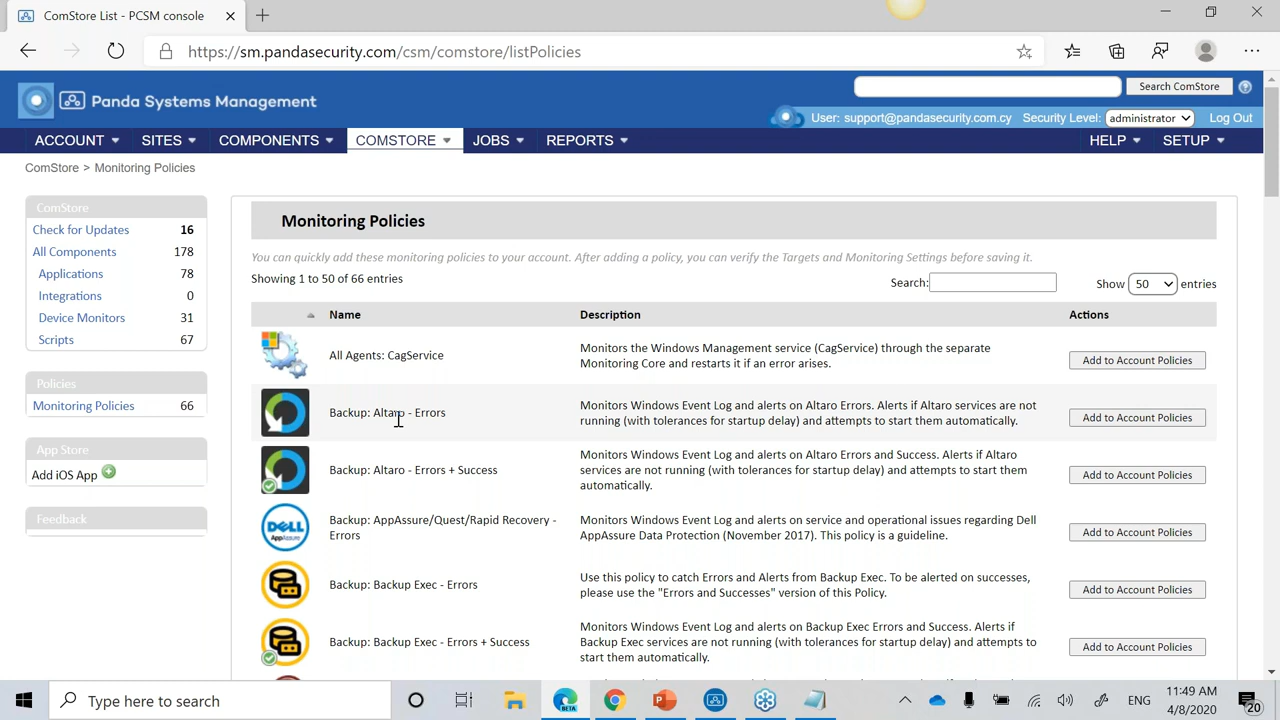 ComStore List - PCSM console
https://sm.pandasecurity.com/csm/comstore/listPolicies
Panda Systems Management
Search ComStore
User: support@pandasecurity.com.cy Security Level: administrator Log Out
ACCOUNT SITES COMPONENTS COMSTORE JOBS REPORTS HELP SETUP
ComStore > Monitoring Policies
ComStore
Check for Updates 16
All Components 178
Applications 78
Integrations 0
Device Monitors 31
Scripts 67
Policies
Monitoring Policies 66
App Store
Add iOS App
Feedback
Monitoring Policies
You can quickly add these monitoring policies to your account. After adding a policy, you can verify the Targets and Monitoring Settings before saving it.
Showing 1 to 50 of 66 entries
Search:
Show 50 entries
Name Description Actions
All Agents: CagService
Monitors the Windows Management service (CagService) through the separate
Monitoring Core and restarts it if an error arises.
Add to Account Policies
Backup: Altaro - Errors
Monitors Windows Event Log and alerts on Altaro Errors. Alerts if Altaro services are not
running (with tolerances for startup delay) and attempts to start them automatically.
Add to Account Policies
Backup: Altaro - Errors + Success
Monitors Windows Event Log and alerts on Altaro Errors and Success. Alerts if Altaro
services are not running (with tolerances for startup delay) and attempts to start them
automatically.
Add to Account Policies
DELL
AppAssure
Backup: AppAssure/Quest/Rapid Recovery -
Errors
Monitors Windows Event Log and alerts on service and operational issues regarding Dell
AppAssure Data Protection (November 2017). This policy is a guideline.
Add to Account Policies
Backup: Backup Exec - Errors
Use this policy to catch Errors and Alerts from Backup Exec. To be alerted on successes,
please use the "Errors and Successes" version of this Policy.
Add to Account Policies
Backup: Backup Exec - Errors + Success
Monitors Windows Event Log and alerts on Backup Exec Errors and Success. Alerts if
Backup Exec services are not running (with tolerances for startup delay) and attempts to
start them automatically.
Add to Account Policies
Type here to search
BETA
ENG
11:49 AM
4/8/2020
20